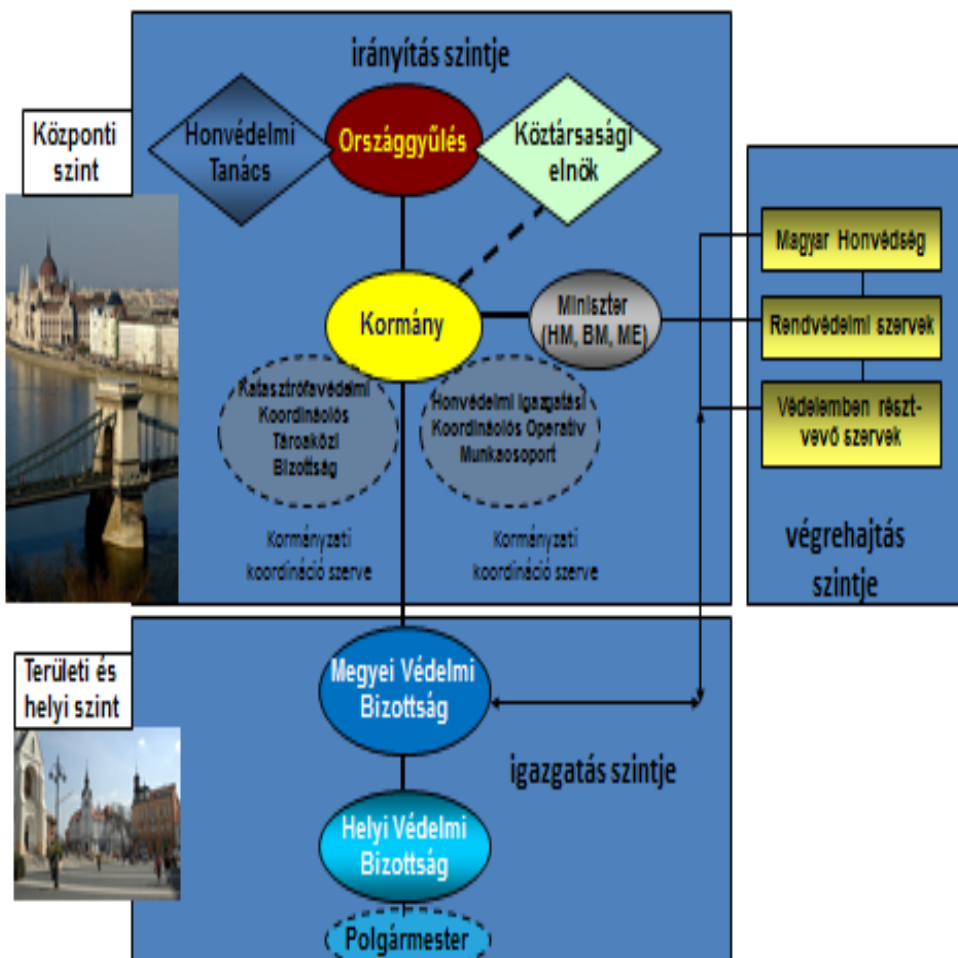 irányítás szintje
Központi
szint
Honvédelmi
Tanács
Országgyűlés
Köztársasági
elnök
Kormány
Miniszter
(HM, BM, ME)
Katasztrófavédelmi
Koordinációs
Tárcaközi
Bizottság
Honvédelmi Igazgatási
Koordinációs Operatív
Munkacsoport
Kormányzati
koordináció szerve
Kormányzati
koordináció szerve
Magyar Honvédség
Rendvédelmi szervek
Védelemben részt-
vevő szervek
végrehajtás
szintje
Területi és
helyi szint
Megyei Védelmi
Bizottság
igazgatás szintje
Helyi Védelmi
Bizottság
Polgármester